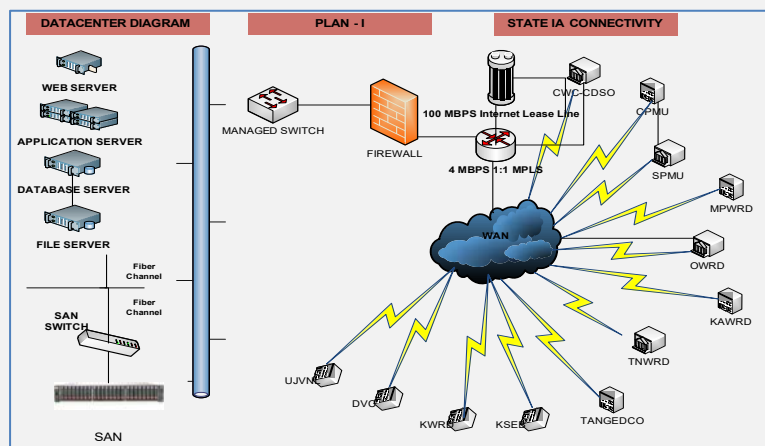 DATACENTER DIAGRAM
PLAN - I
STATE IA CONNECTIVITY
WEB SERVER
APPLICATION SERVER
DATABASE SERVER
FILE SERVER
Fiber Channel
Fiber Channel
SAN SWITCH
SAN
MANAGED SWITCH
FIREWALL
100 MBPS Internet Lease Line
4 MBPS 1:1 MPLS
WAN
CWC-CDSO
CPMU
SPMU
MPWRD
OWRD
KAWRD
TNWRD
TANGEDCO
KSEB
KWRD
DVC
UJVN